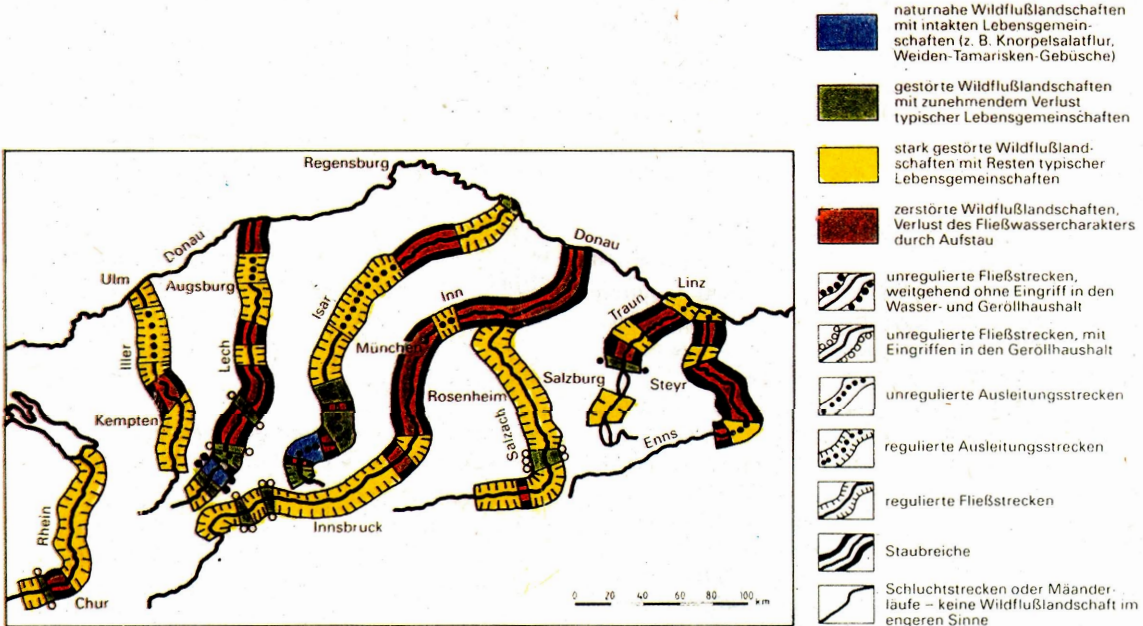 naturnahe Wildflußlandschaften
mit intakten Lebensgemein-
schaften (z. B. Knorpelsalatflur,
Weiden-Tamarisken-Gebüsche)
gestörte Wildflußlandschaften
mit zunehmendem Verlust
typischer Lebensgemeinschaften
stark gestörte Wildflußland-
schaften mit Resten typischer
Lebensgemeinschaften
zerstörte Wildflußlandschaften,
Verlust des Fließwassercharakters
durch Aufstau
unregulierte Fließstrecken,
weitgehend ohne Eingriff in den
Wasser- und Geröllhaushalt
unregulierte Fließstrecken, mit
Eingriffen in den Geröllhaushalt
unregulierte Ausleitungsstrecken
regulierte Ausleitungsstrecken
regulierte Fließstrecken
Staubreiche
Schluchtstrecken oder Mäander-
läufe – keine Wildflußlandschaft im
engeren Sinne
Regensburg
Donau
Donau
Ulm
Augsburg
Isar
Inn
Linz
Traun
Iller
Lech
München
Salzburg
Steyr
Kempten
Rosenheim
Salzach
Enns
Rhein
Innsbruck
Chur
0 20 40 60 80 100 km